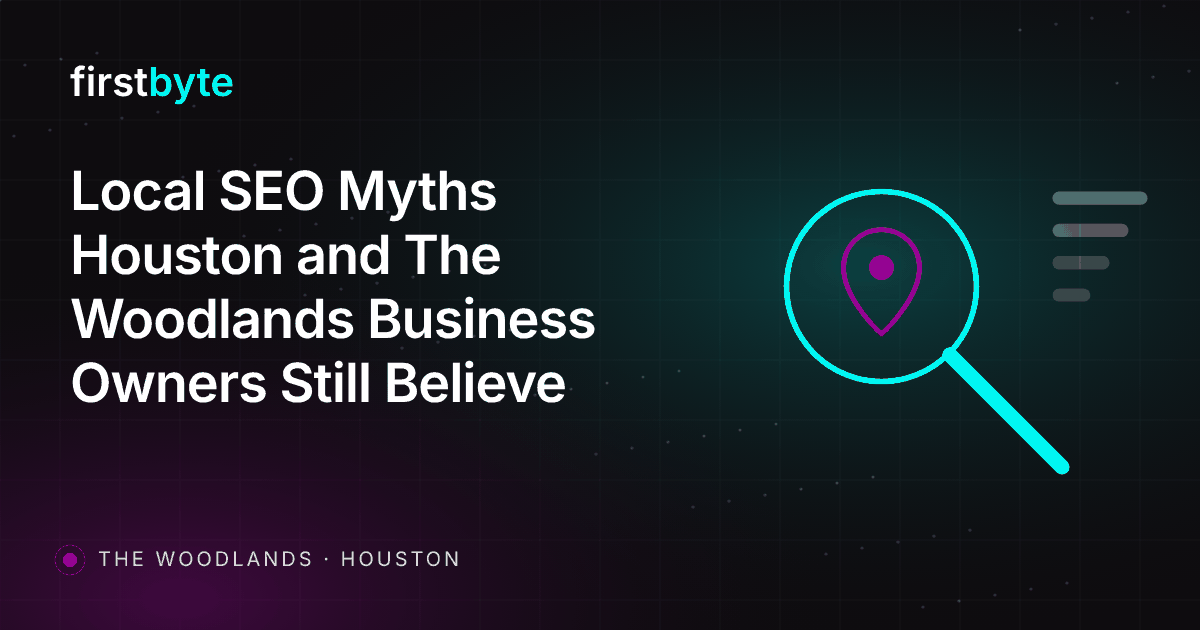 firstbyte
Local SEO Myths
Houston and The
Woodlands Business
Owners Still Believe
THE WOODLANDS · HOUSTON